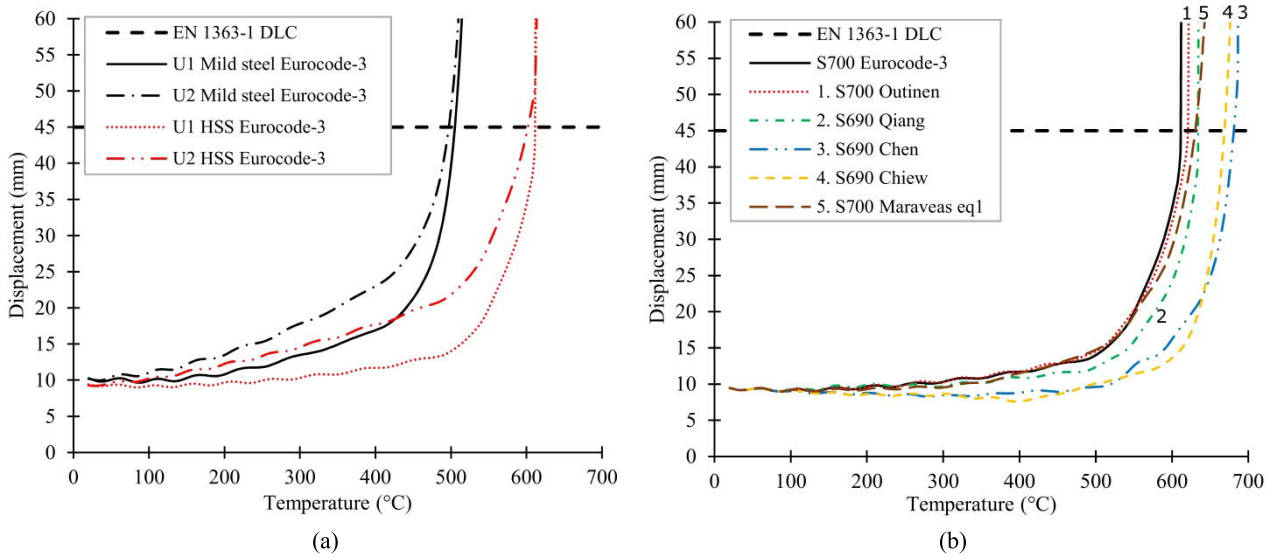 60
55
50
45
40
35
30
25
20
15
10
5
0
Displacement (mm)
EN 1363-1 DLC
U1 Mild steel Eurocode-3
U2 Mild steel Eurocode-3
U1 HSS Eurocode-3
U2 HSS Eurocode-3
0 100 200 300 400 500 600 700
Temperature (°C)
(a)
60
55
50
45
40
35
30
25
20
15
10
5
0
Displacement (mm)
EN 1363-1 DLC
S700 Eurocode-3
1. S700 Outinen
2. S690 Qiang
3. S690 Chen
4. S690 Chiew
5. S700 Maraveas eq1
1 5 4 3
2
0 100 200 300 400 500 600 700
Temperature (°C)
(b)